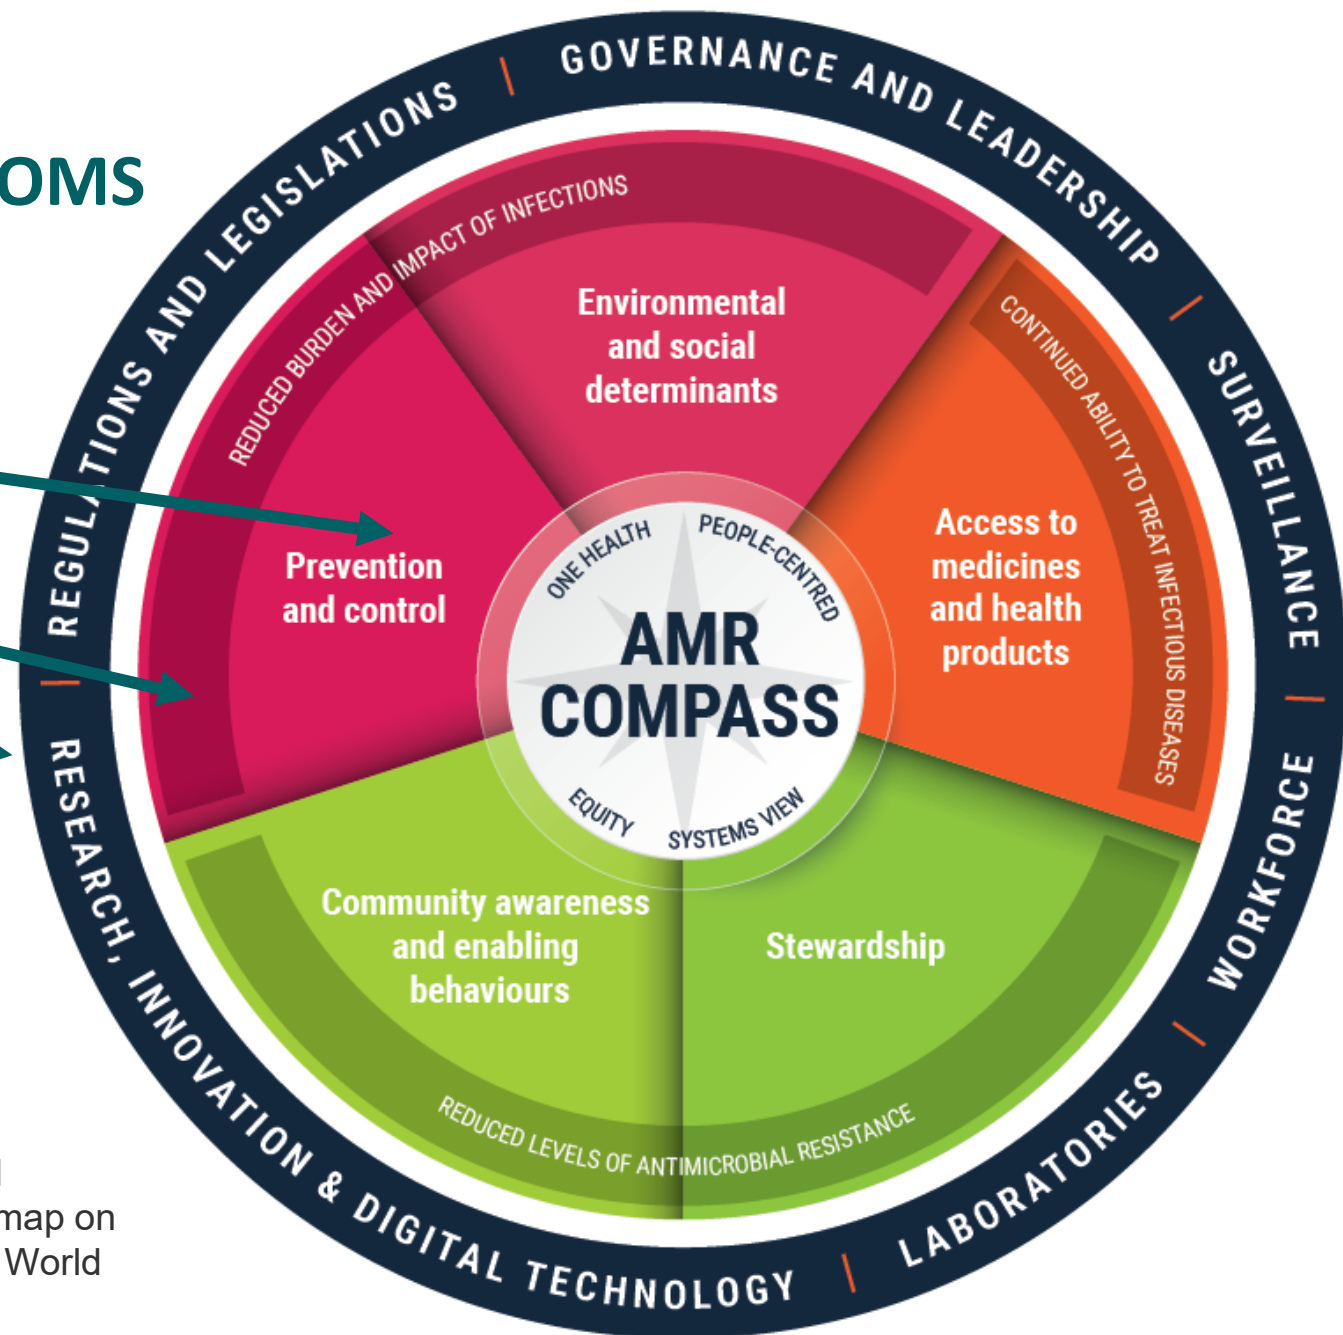 OMS
GOVERNANCE AND LEADERSHIP
SURVEILLANCE
WORKFORCE
LABORATORIES
RESEARCH, INNOVATION & DIGITAL TECHNOLOGY
REGULATIONS AND LEGISLATIONS
REDUCED BURDEN AND IMPACT OF INFECTIONS
CONTINUED ABILITY TO TREAT INFECTIOUS DISEASES
REDUCED LEVELS OF ANTIMICROBIAL RESISTANCE
Environmental
and social
determinants
Access to
medicines
and health
products
Prevention
and control
Community awareness
and enabling
behaviours
Stewardship
ONE HEALTH
PEOPLE-CENTRED
AMR
COMPASS
EQUITY
SYSTEMS VIEW
map on
World